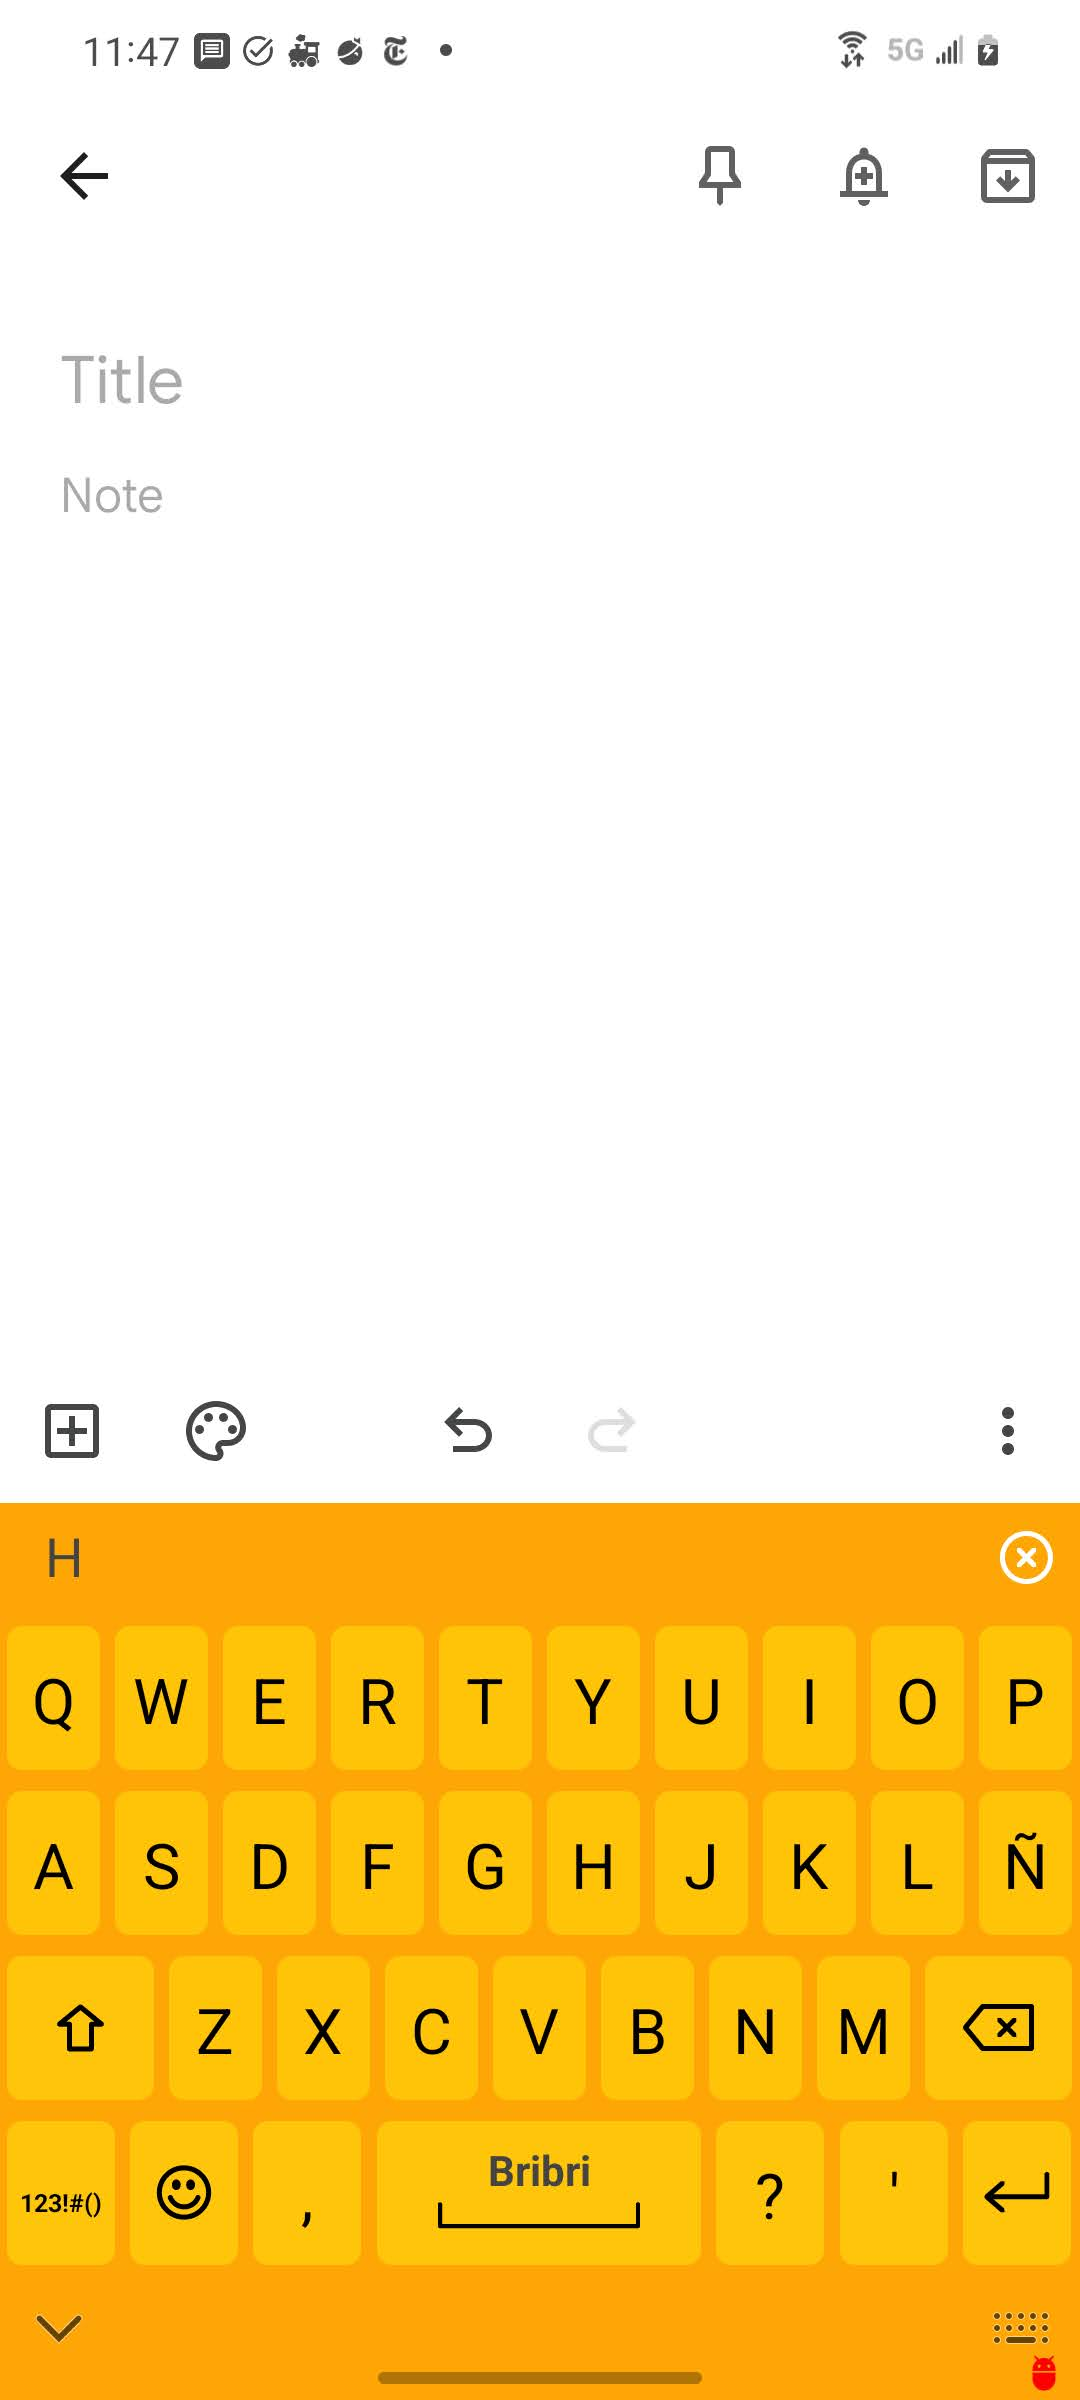 11:47 5G
Title
Note
H
Q W E R T Y U I O P
A S D F G H J K L Ñ
Z X C V B N M
123!#() , Bribri ? '